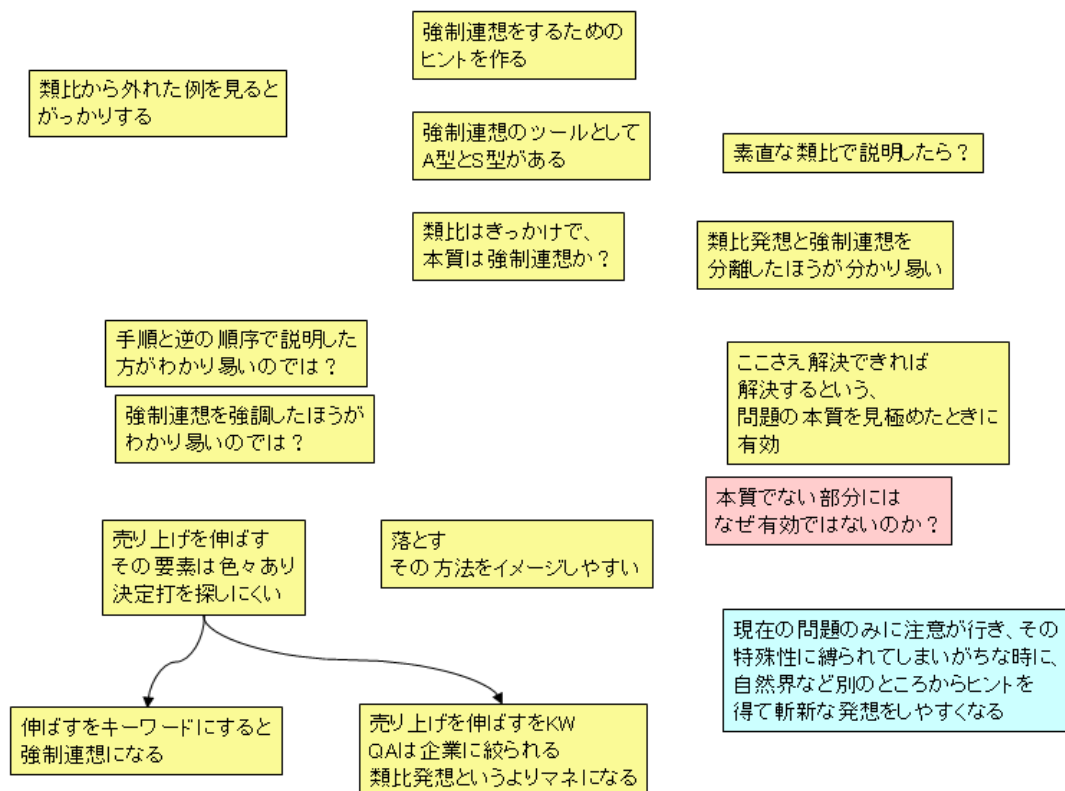 強制連想をするための
ヒントを作る
類比から外れた例を見ると
がっかりする
強制連想のツールとして
A型とS型がある
素直な類比で説明したら？
類比はきっかけで、
本質は強制連想か？
類比発想と強制連想を
分離したほうが分かり易い
手順と逆の順序で説明した
方がわかり易いのでは？
ここさえ解決できれば
解決するという、
問題の本質を見極めたときに
有効
強制連想を強調したほうが
わかり易いのでは？
本質でない部分には
なぜ有効ではないのか？
売り上げを伸ばす
その要素は色々あり
決定打を探しにくい
落とす
その方法をイメージしやすい
現在の問題のみに注意が行き、その
特殊性に縛られてしまいがちな時に、
自然界など別のところからヒントを
得て斬新な発想をしやすくなる
伸ばすをキーワードにすると
強制連想になる
売り上げを伸ばすをKW
QAは企業に絞られる
類比発想というよりマネになる